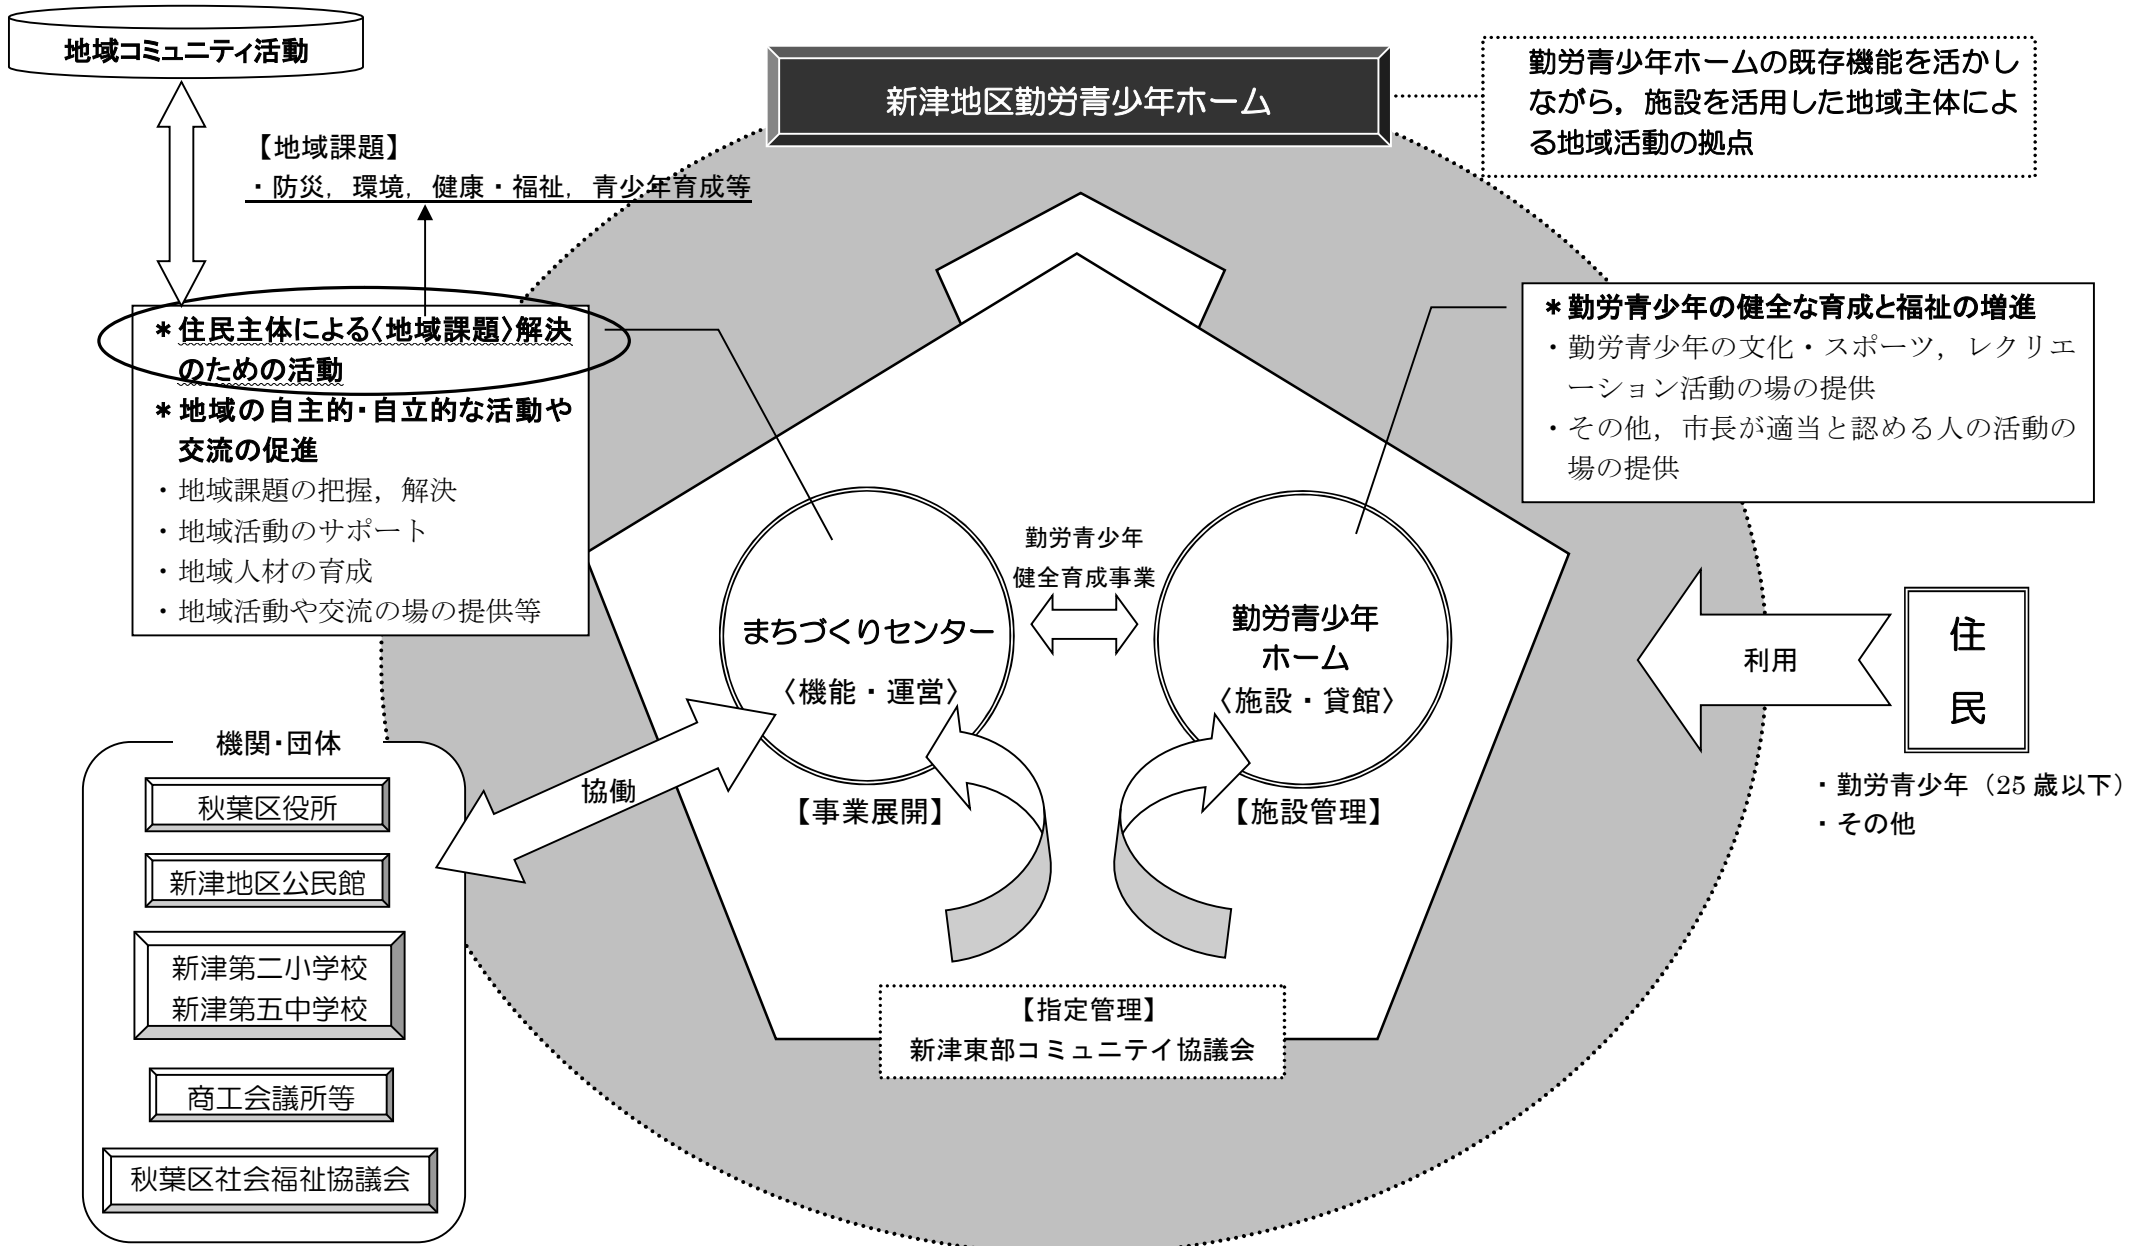 地域コミュニティ活動
新津地区勤労青少年ホーム
勤労青少年ホームの既存機能を活かし
ながら，施設を活用した地域主体によ
る地域活動の拠点
【地域課題】
・防災，環境，健康・福祉，青少年育成等
＊住民主体による〈地域課題〉解決
のための活動
＊地域の自主的・自立的な活動や
交流の促進
・地域課題の把握，解決
・地域活動のサポート
・地域人材の育成
・地域活動や交流の場の提供等
＊勤労青少年の健全な育成と福祉の増進
・勤労青少年の文化・スポーツ，レクリエ
ーション活動の場の提供
・その他，市長が適当と認める人の活動の
場の提供
勤労青少年
健全育成事業
まちづくりセンター
〈機能・運営〉
勤労青少年
ホーム
〈施設・貸館〉
利用
住
民
・勤労青少年（25 歳以下）
・その他
機関・団体
秋葉区役所
新津地区公民館
新津第二小学校
新津第五中学校
商工会議所等
秋葉区社会福祉協議会
協働
【事業展開】
【施設管理】
【指定管理】
新津東部コミュニテイ協議会